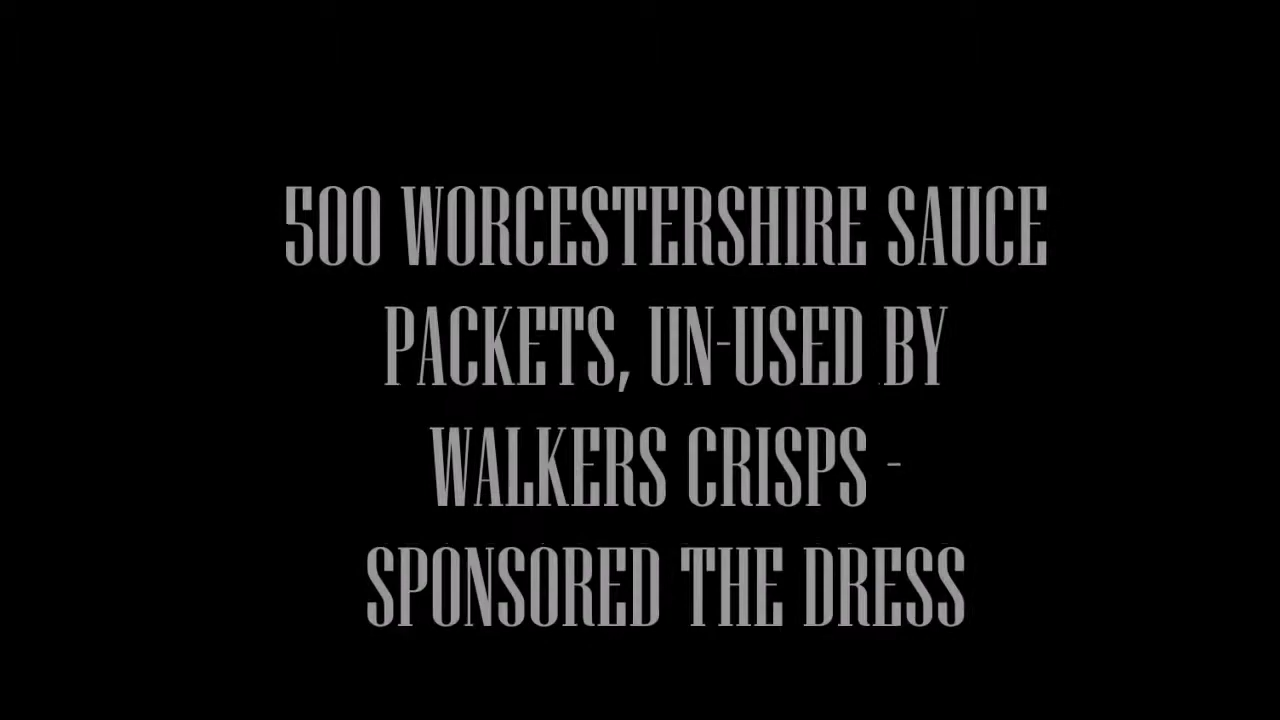 500 WORCESTERSHIRE SAUCE
PACKETS, UN-USED BY
WALKERS CRISPS -
SPONSORED THE DRESS